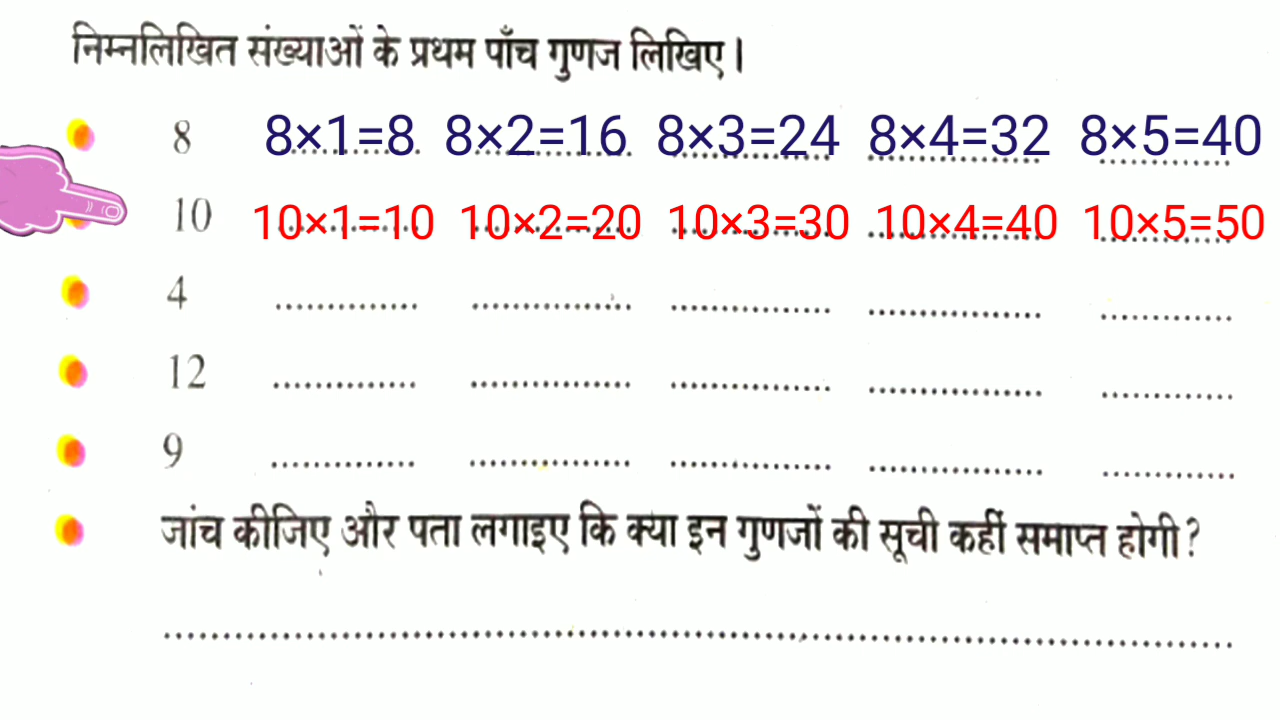 निम्नलिखित संख्याओं के प्रथम पाँच गुणज लिखिए।
8 8×1=8 8×2=16 8×3=24 8×4=32 8×5=40
10 10×1=10 10×2=20 10×3=30 10×4=40 10×5=50
4 .............. ................ ................ ................. .............
12 .............. ................ ................ ................. .............
9 .............. ................ ................ ................. .............
जांच कीजिए और पता लगाइए कि क्या इन गुणजों की सूची कहीं समाप्त होगी?